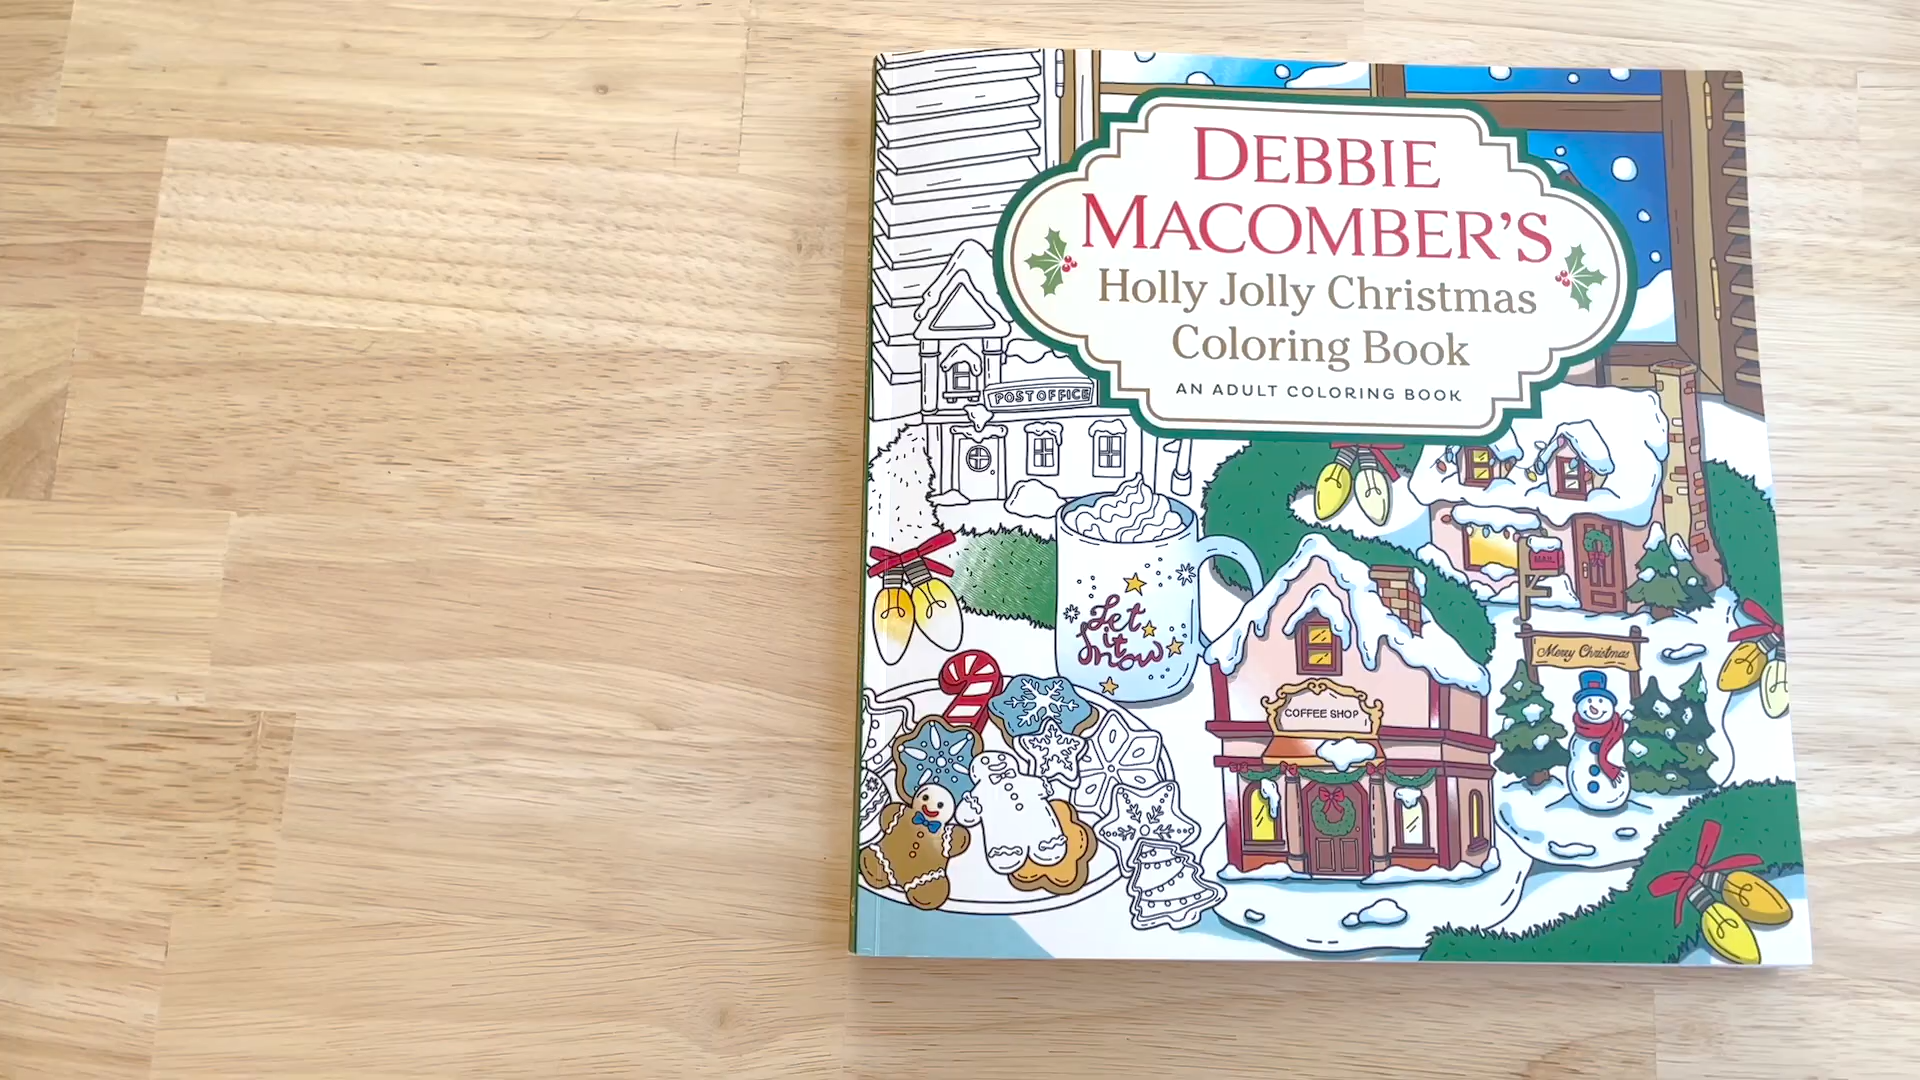 DEBBIE
MACOMBER'S
Holly Jolly Christmas
Coloring Book
AN ADULT COLORING BOOK
POST OFFICE
Let
it
Snow
Merry Christmas
COFFEE SHOP